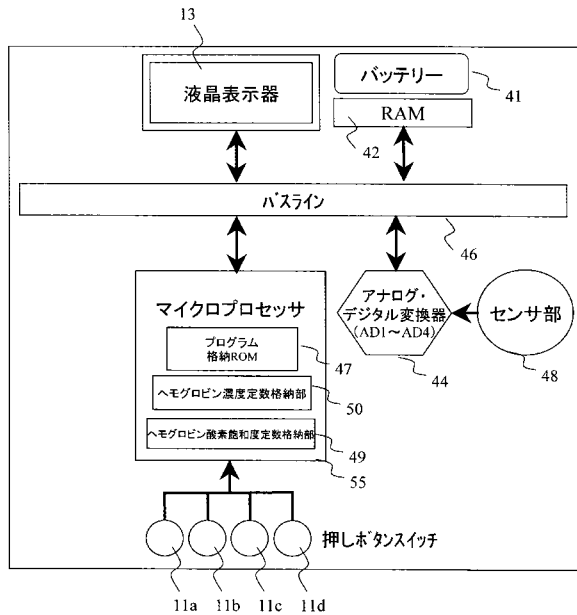 13
液晶表示器
バッテリー
41
RAM
42
バスライン
46
マイクロプロセッサ
プログラム
格納ROM
47
ヘモグロビン濃度定数格納部
50
ヘモグロビン酸素飽和度定数格納部
49
55
アナログ・
デジタル変換器
(AD1～AD4)
44
センサ部
48
押しボタンスイッチ
11a
11b
11c
11d